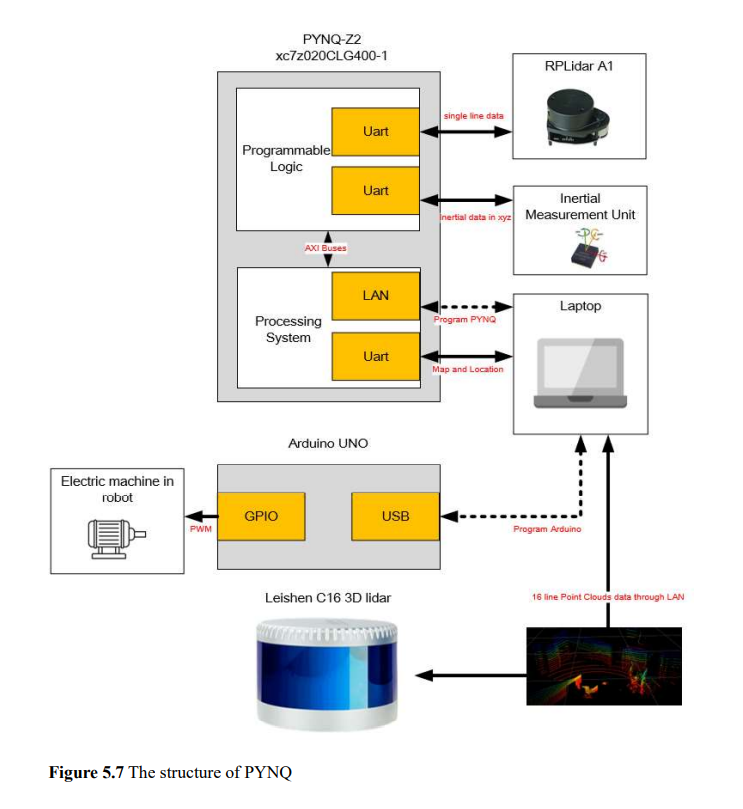 PYNQ-Z2
xc7z020CLG400-1
RPLidar A1
Uart
single line data
Programmable
Logic
Uart
Inertial
Measurement Unit
Inertial data in xyz
AXI Buses
LAN
Laptop
Program PYNQ
Processing
System
Uart
Map and Location
Arduino UNO
Electric machine in
robot
GPIO
USB
PWM
Program Arduino
Leishen C16 3D lidar
16 line Point Clouds data through LAN
Figure 5.7 The structure of PYNQ